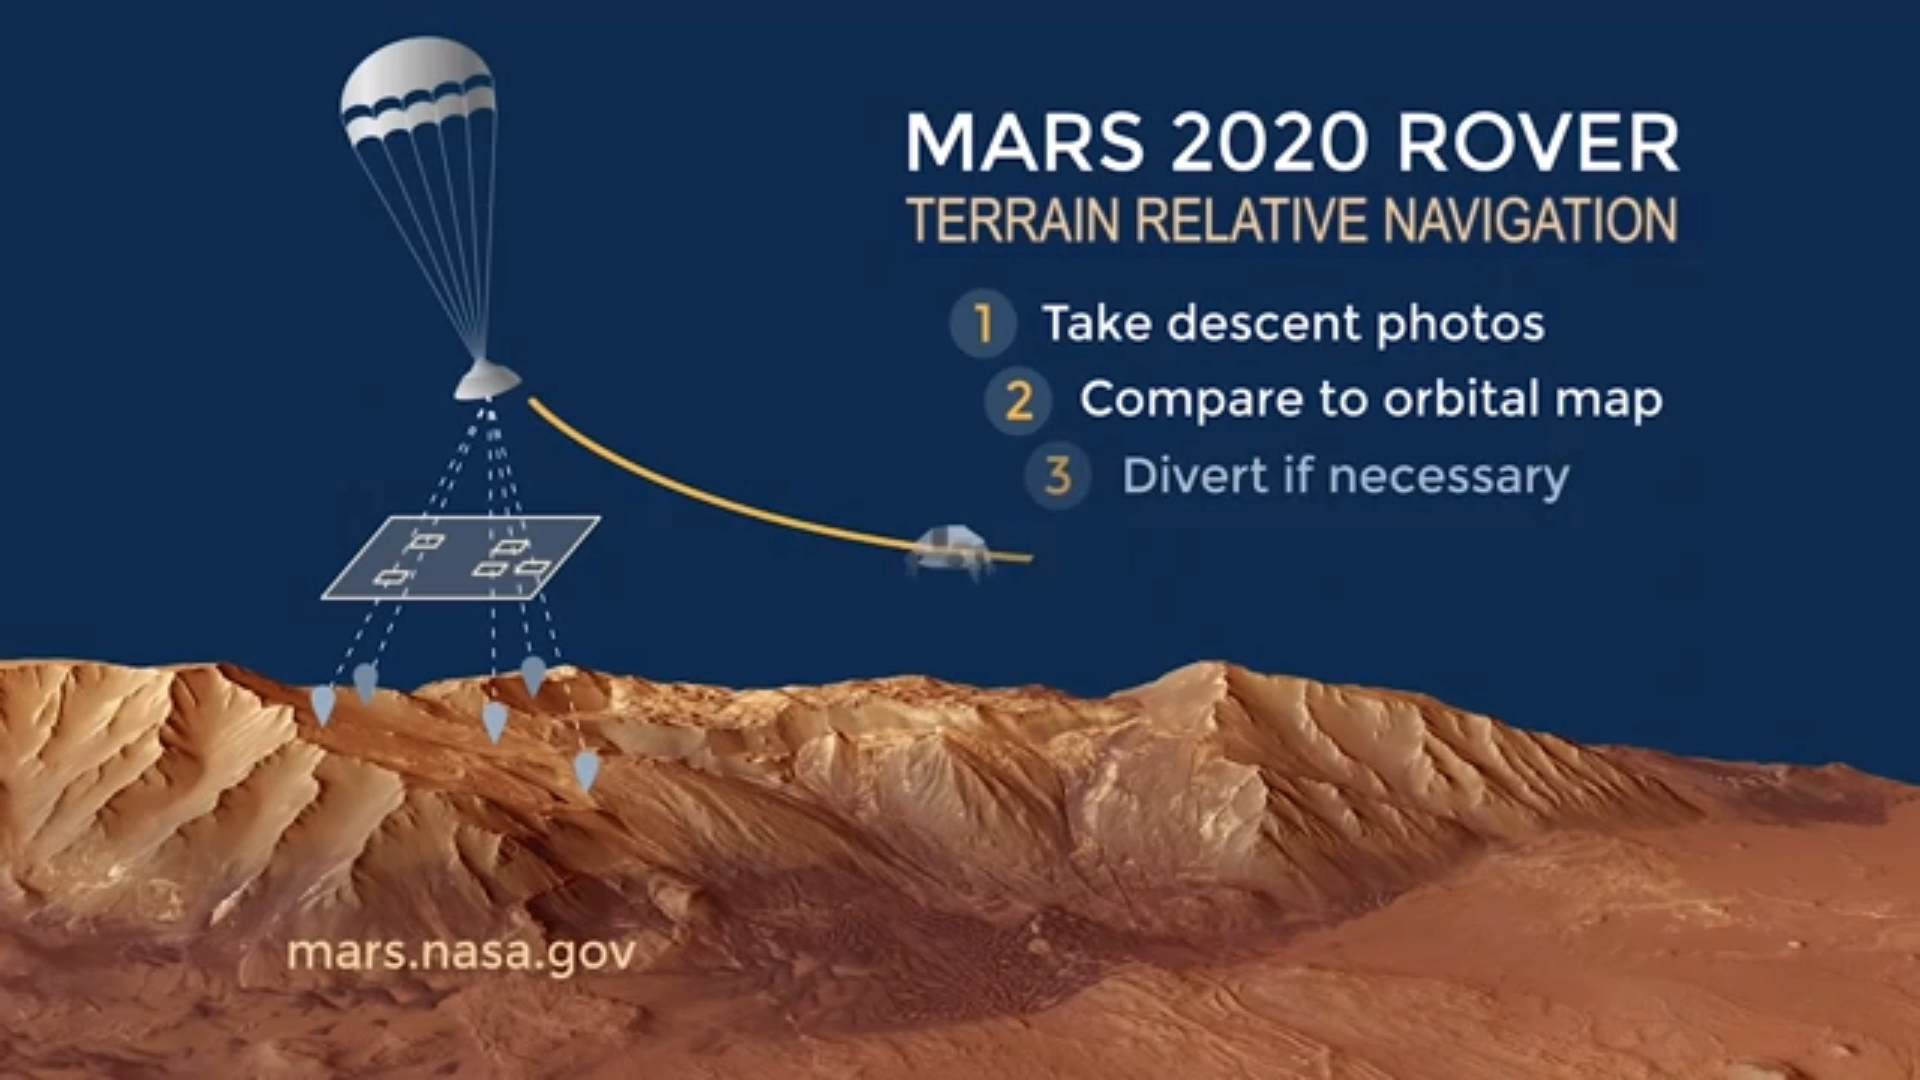 MARS 2020 ROVER
TERRAIN RELATIVE NAVIGATION
1 Take descent photos
2 Compare to orbital map
3 Divert if necessary
mars.nasa.gov